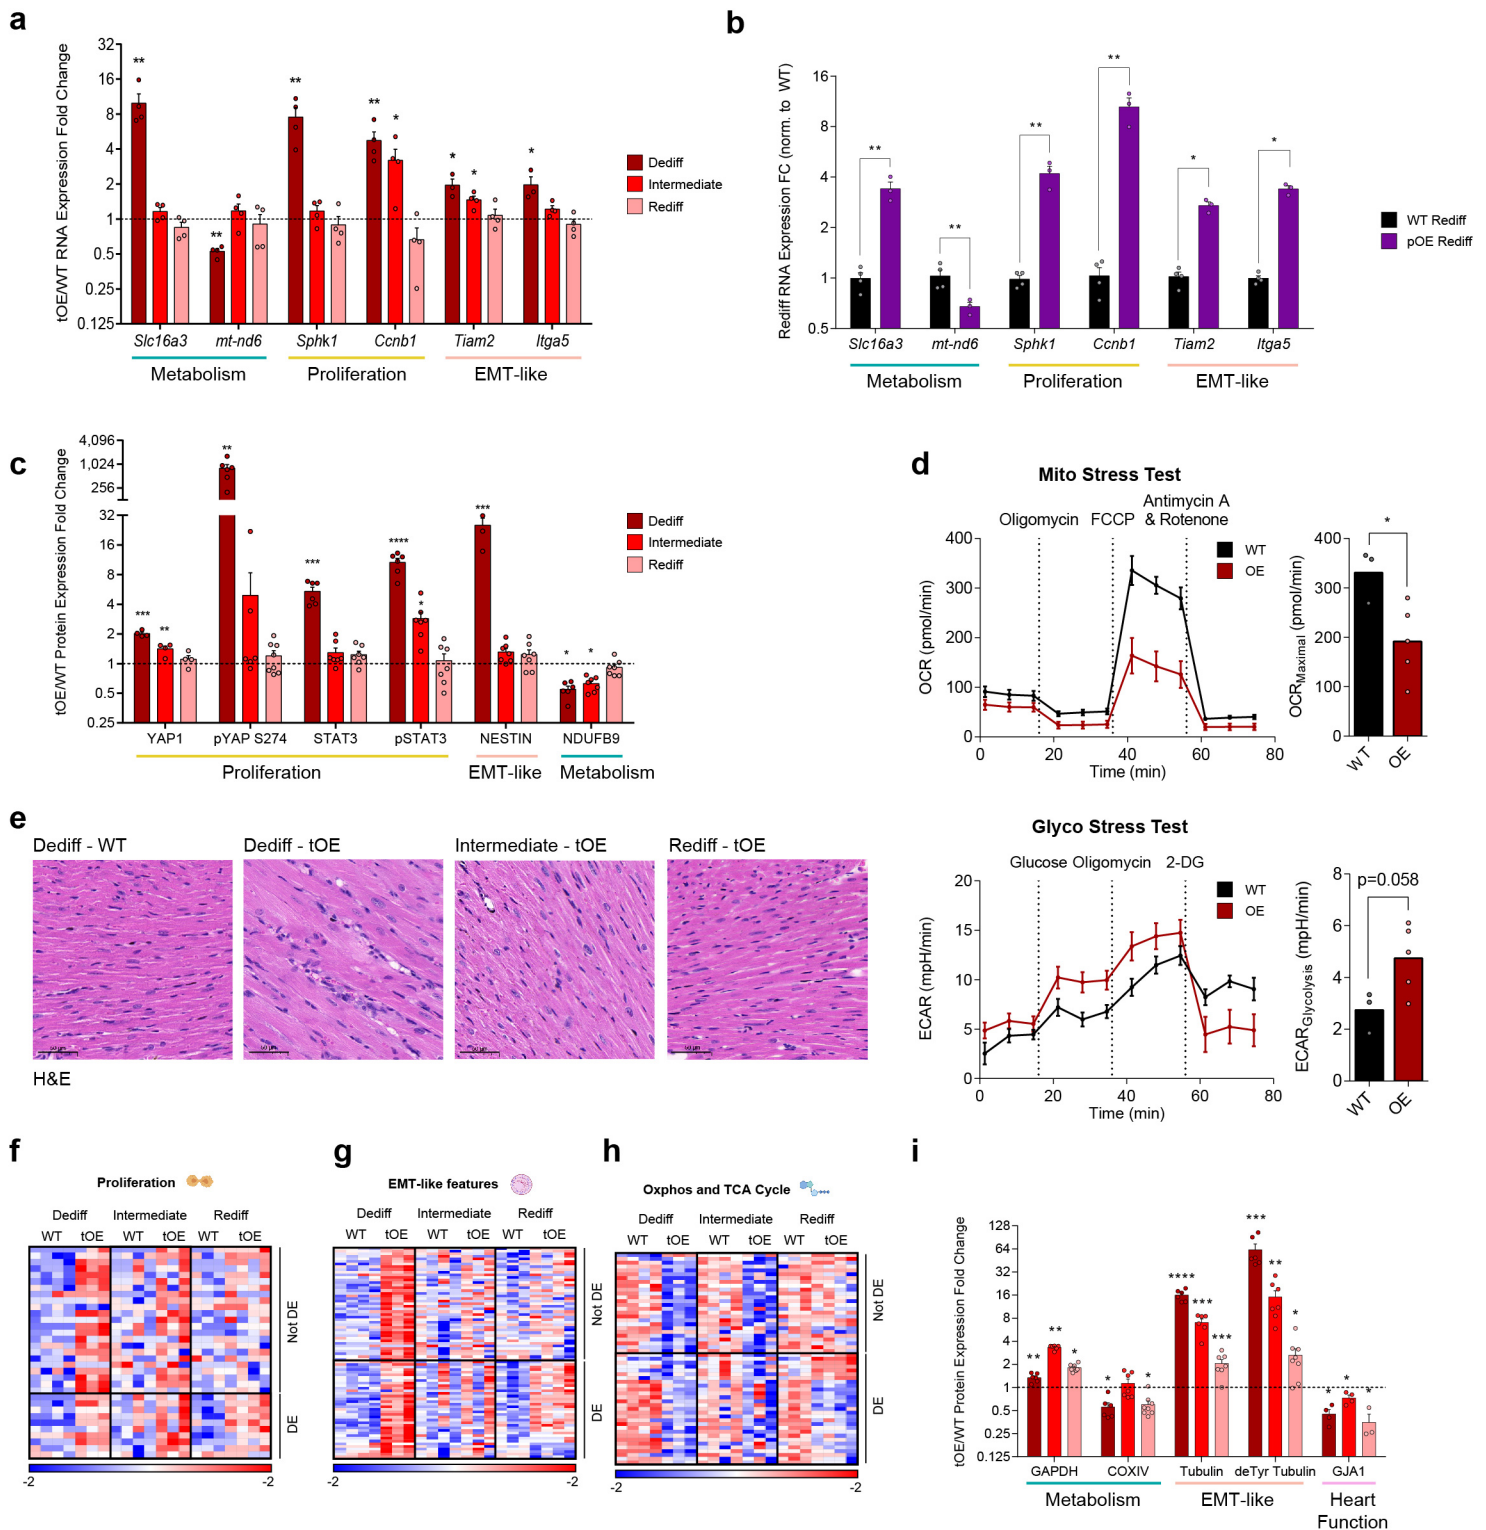 a
tOE/WT RNA Expression Fold Change
32
16
8
4
2
1
0.5
0.25
0.125
**
**
**
**
*
*
*
*
Slc16a3
mt-nd6
Sphk1
Ccnb1
Tiam2
Itga5
Metabolism
Proliferation
EMT-like
Dediff
Intermediate
Rediff
b
Rediff RNA Expression FC (norm. to WT)
16
8
4
2
1
0.5
**
**
**
**
*
*
Slc16a3
mt-nd6
Sphk1
Ccnb1
Tiam2
Itga5
Metabolism
Proliferation
EMT-like
WT Rediff
pOE Rediff
c
tOE/WT Protein Expression Fold Change
4,096
1,024
256
32
16
8
4
2
1
0.5
0.25
***
**
**
***
****
*
***
*
*
YAP1
pYAP S274
STAT3
pSTAT3
NESTIN
NDUFB9
Proliferation
EMT-like
Metabolism
Dediff
Intermediate
Rediff
d
Mito Stress Test
Oligomycin
FCCP
Antimycin A
& Rotenone
OCR (pmol/min)
400
300
200
100
0
0
20
40
60
80
Time (min)
WT
OE
OCRMaximal (pmol/min)
400
300
200
100
0
*
WT
OE
Glyco Stress Test
Glucose
Oligomycin
2-DG
ECAR (mpH/min)
20
15
10
5
0
0
20
40
60
80
Time (min)
WT
OE
ECARGlycolysis (mpH/min)
8
6
4
2
0
p=0.058
WT
OE
e
Dediff - WT
Dediff - tOE
Intermediate - tOE
Rediff - tOE
50 µm
50 µm
50 µm
50 µm
H&E
f
Proliferation
Dediff
Intermediate
Rediff
WT
tOE
WT
tOE
WT
tOE
Not DE
DE
-2
-2
g
EMT-like features
Dediff
Intermediate
Rediff
WT
tOE
WT
tOE
WT
tOE
Not DE
DE
-2
-2
h
Oxphos and TCA Cycle
Dediff
Intermediate
Rediff
WT
tOE
WT
tOE
WT
tOE
Not DE
DE
-2
-2
i
tOE/WT Protein Expression Fold Change
128
64
32
16
8
4
2
1
0.5
0.25
0.125
**
**
*
*
*
****
***
***
***
**
*
*
*
*
GAPDH
COXIV
Tubulin
deTyr Tubulin
GJA1
Metabolism
EMT-like
Heart
Function